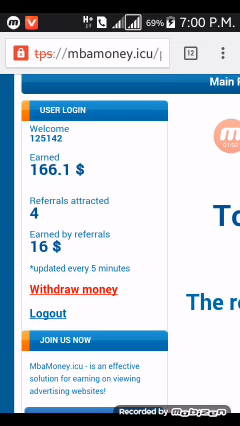 H+ 69% 7:00 P.M.
tps://mbamoney.icu/
12
Main
USER LOGIN
Welcome
125142
Earned
166.1 $
Referrals attracted
4
Earned by referrals
16 $
*updated every 5 minutes
Withdraw money
Logout
To
The re
JOIN US NOW
MbaMoney.icu - is an effective
solution for earning on viewing
advertising websites!
Recorded by mobizen